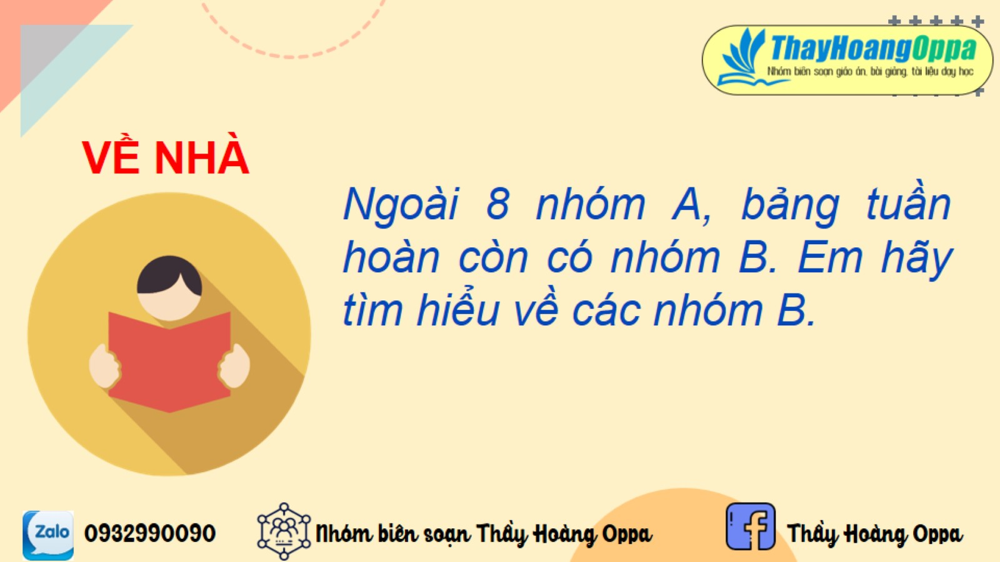 ThayHoangOppa
Nhóm biên soạn giáo án, bài giảng, tài liệu dạy học
VỀ NHÀ
Ngoài 8 nhóm A, bảng tuần
hoàn còn có nhóm B. Em hãy
tìm hiểu về các nhóm B.
Zalo 0932990090
Nhóm biên soạn Thầy Hoàng Oppa
Thầy Hoàng Oppa